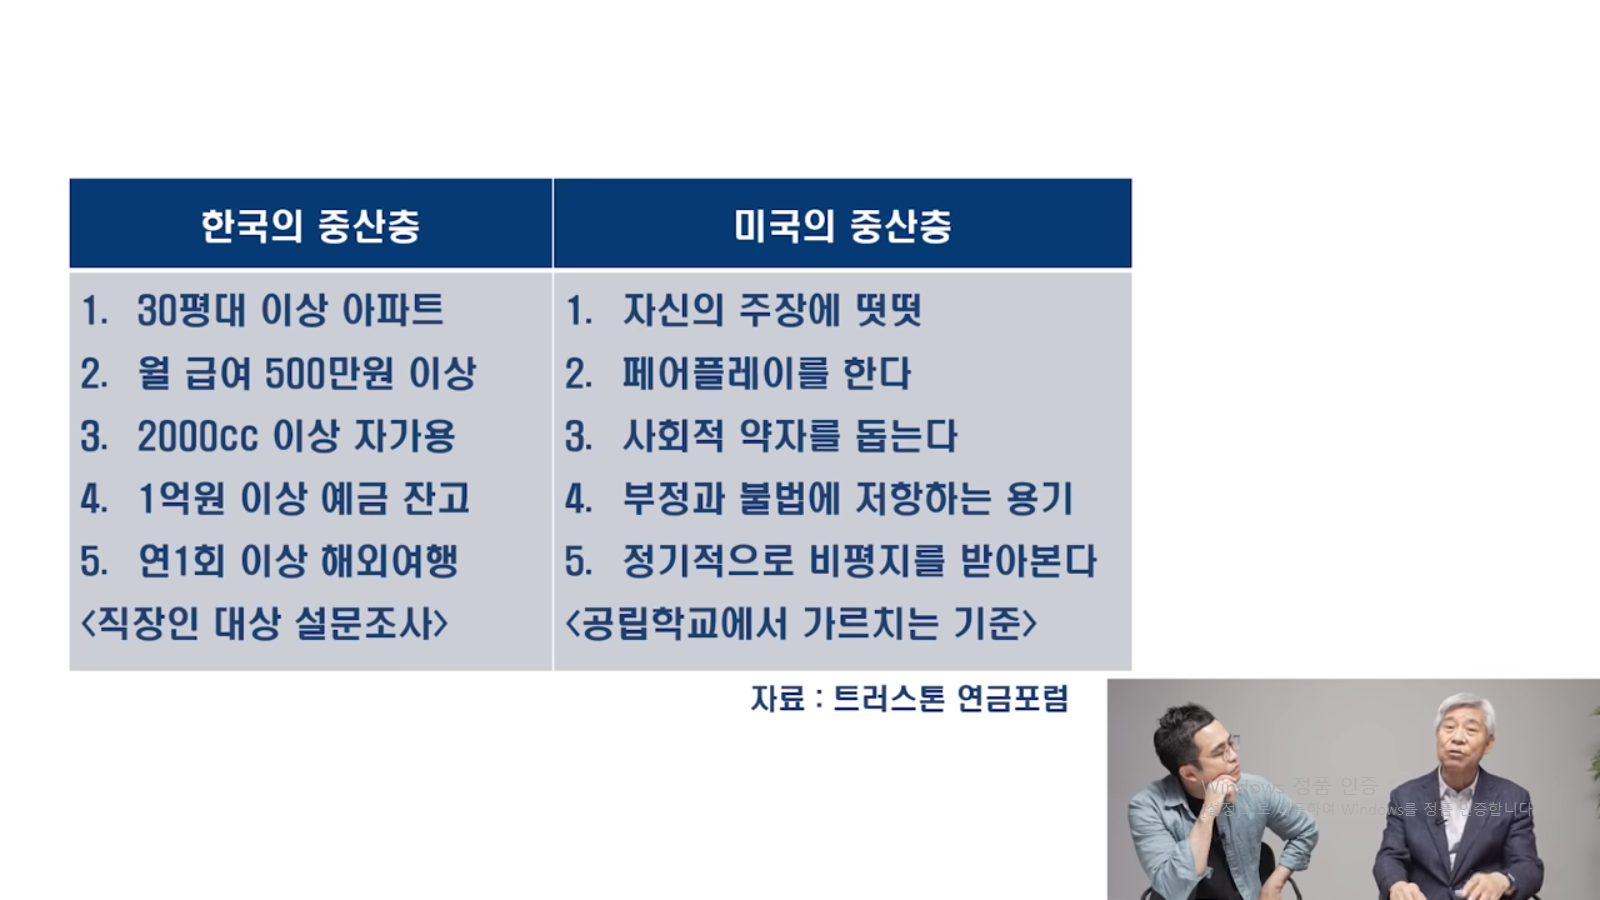 한국의 중산층
1. 30평대 이상 아파트
2. 월 급여 500만원 이상
3. 2000cc 이상 자가용
4. 1억원 이상 예금 잔고
5. 연1회 이상 해외여행
<직장인 대상 설문조사>
미국의 중산층
1. 자신의 주장에 떳떳
2. 페어플레이를 한다
3. 사회적 약자를 돕는다
4. 부정과 불법에 저항하는 용기
5. 정기적으로 비평지를 받아본다
<공립학교에서 가르치는 기준>
자료 : 트러스톤 연금포럼
Windows 정품 인증
Windows를 정품 인증합니다